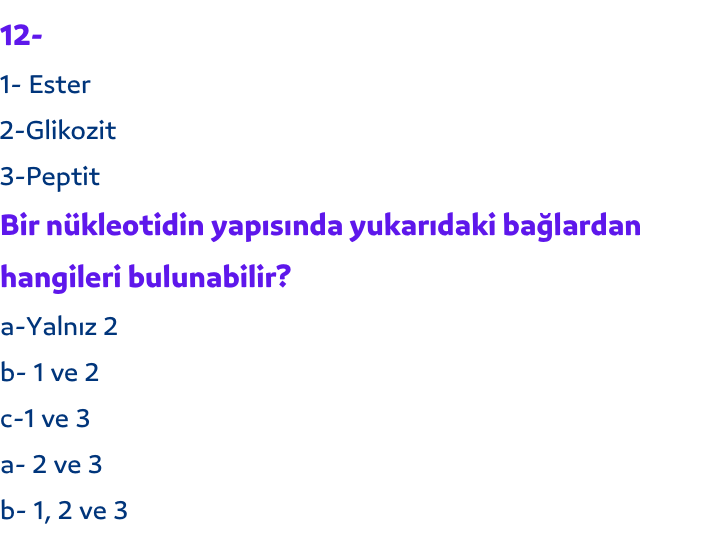 12-
1- Ester
2-Glikozit
3-Peptit
Bir nükleotidin yapısında yukarıdaki bağlardan
hangileri bulunabilir?
a-Yalnız 2
b- 1 ve 2
c-1 ve 3
a- 2 ve 3
b- 1, 2 ve 3